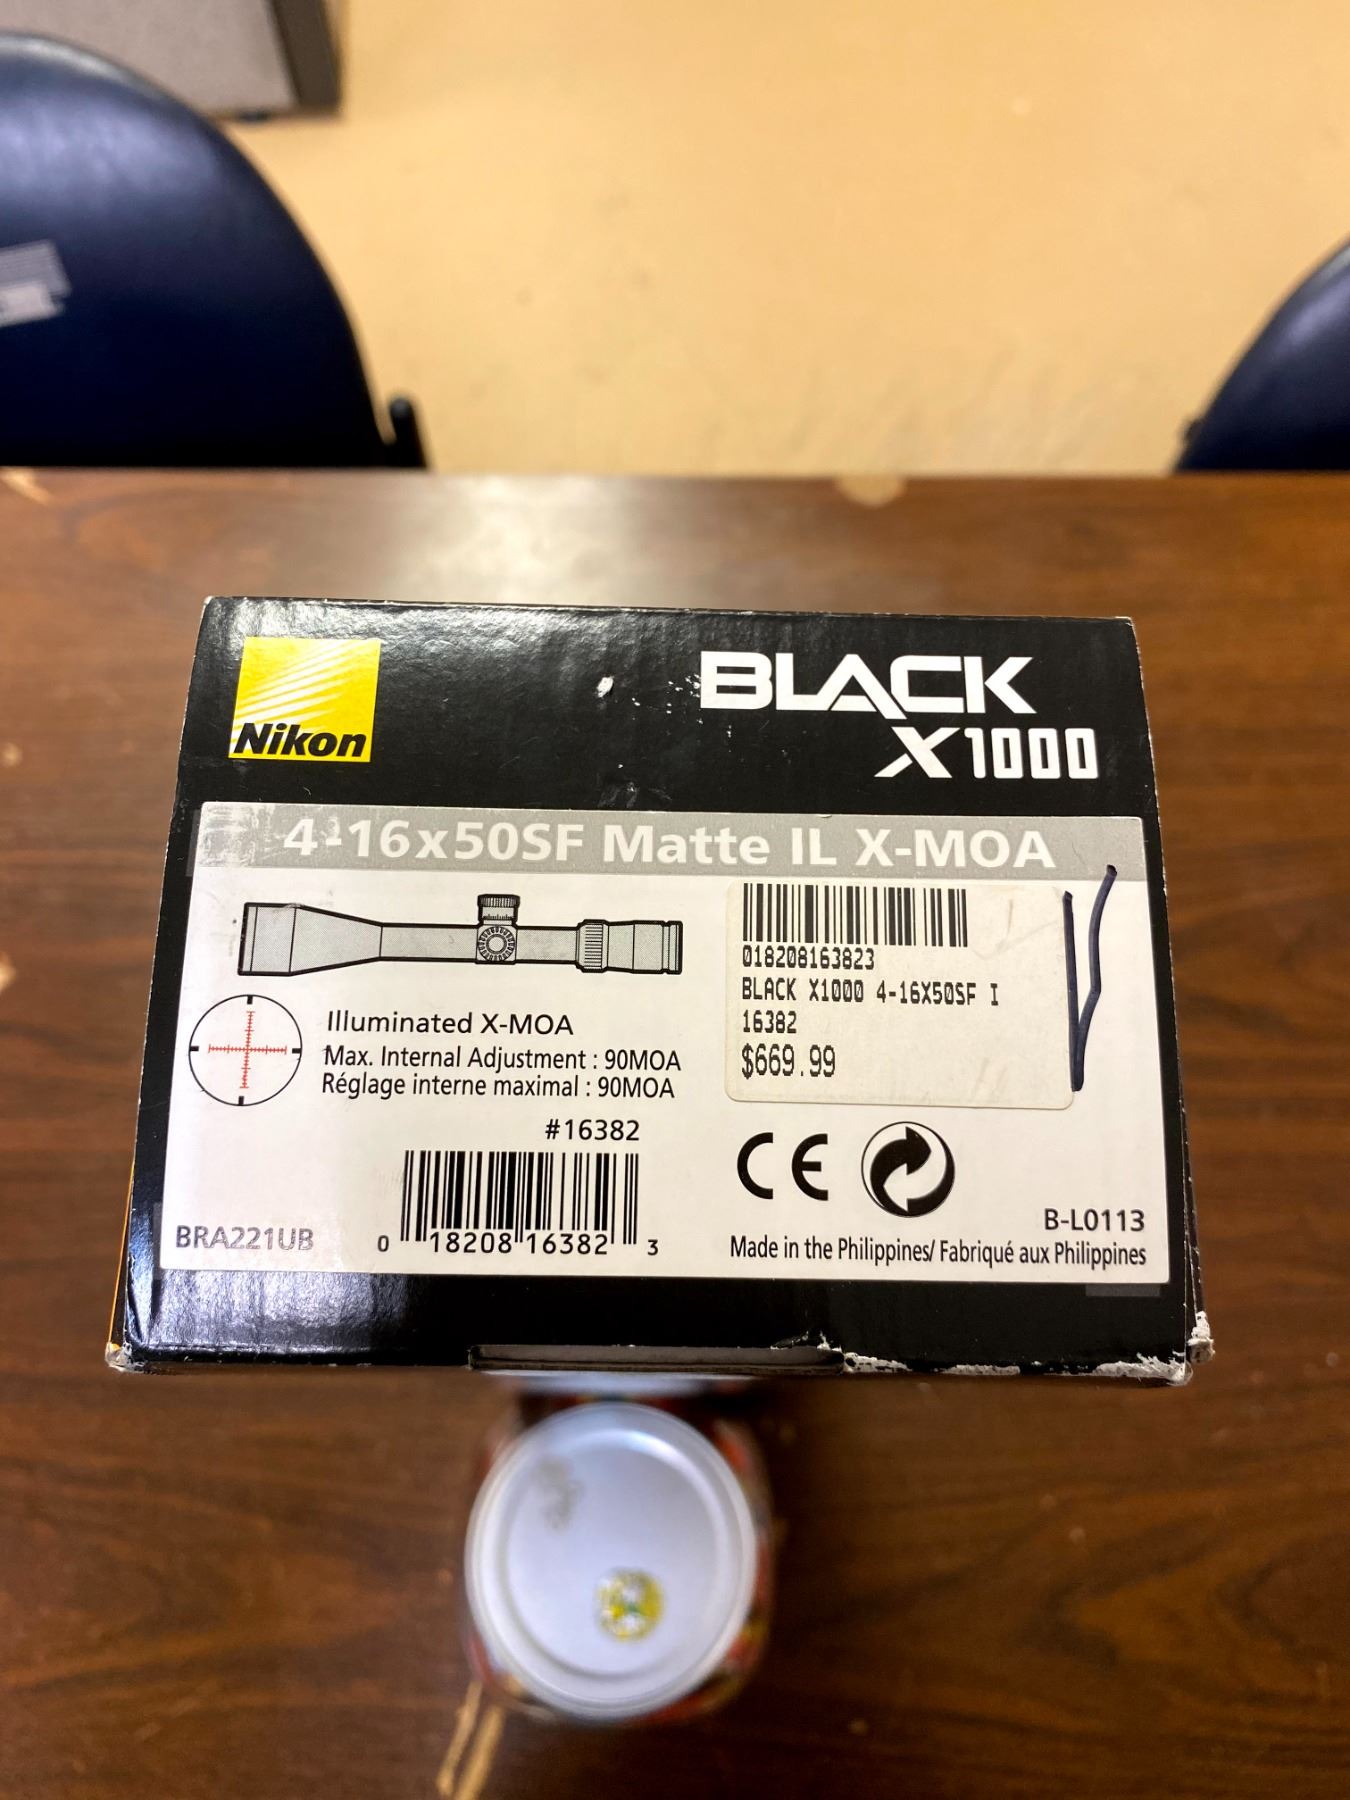 Nikon
BLACK
X1000
4-16x50SF Matte IL X-MOA
018208163823
BLACK X1000 4-16X50SF I
16382
$669.99
Illuminated X-MOA
Max. Internal Adjustment : 90MOA
Réglage interne maximal : 90MOA
#16382
BRA221UB
0 18208 16382 3
CE
B-L0113
Made in the Philippines/ Fabriqué aux Philippines